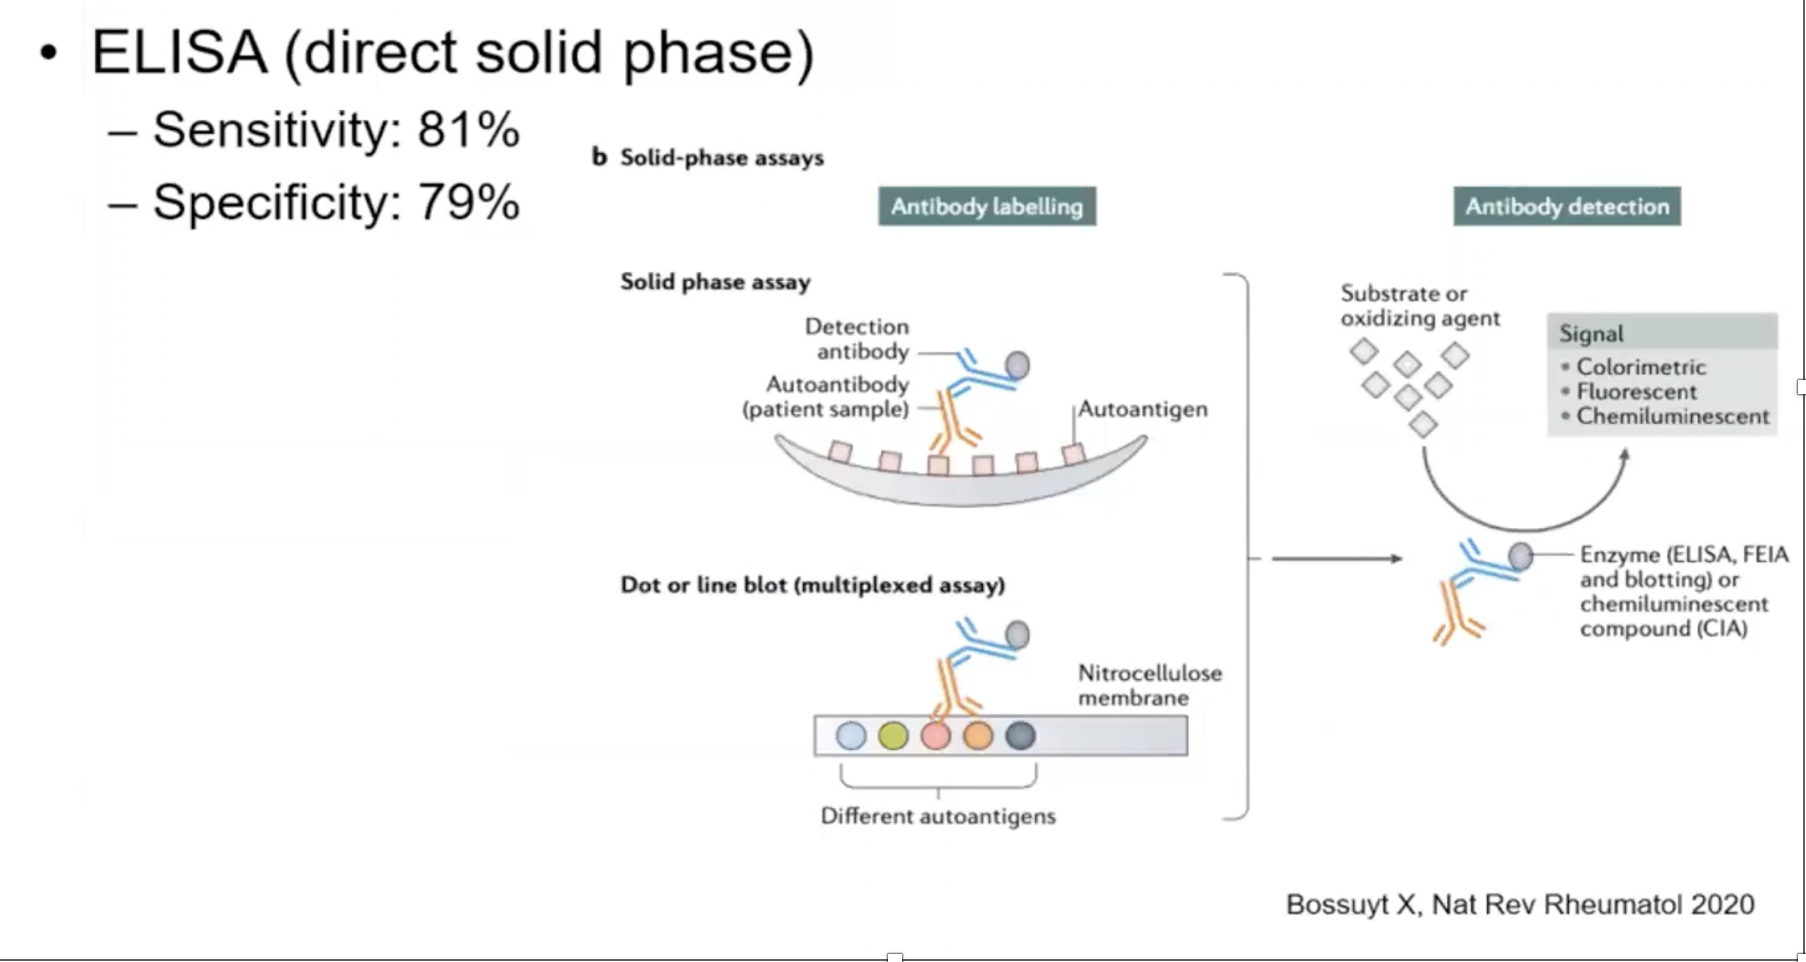 • ELISA (direct solid phase)
– Sensitivity: 81%
– Specificity: 79%
b Solid-phase assays
Antibody labelling
Antibody detection
Solid phase assay
Detection
antibody
Autoantibody
(patient sample)
Autoantigen
Substrate or
oxidizing agent
Signal
• Colorimetric
• Fluorescent
• Chemiluminescent
Enzyme (ELISA, FEIA
and blotting) or
chemiluminescent
compound (CIA)
Dot or line blot (multiplexed assay)
Nitrocellulose
membrane
Different autoantigens
Bossuyt X, Nat Rev Rheumatol 2020